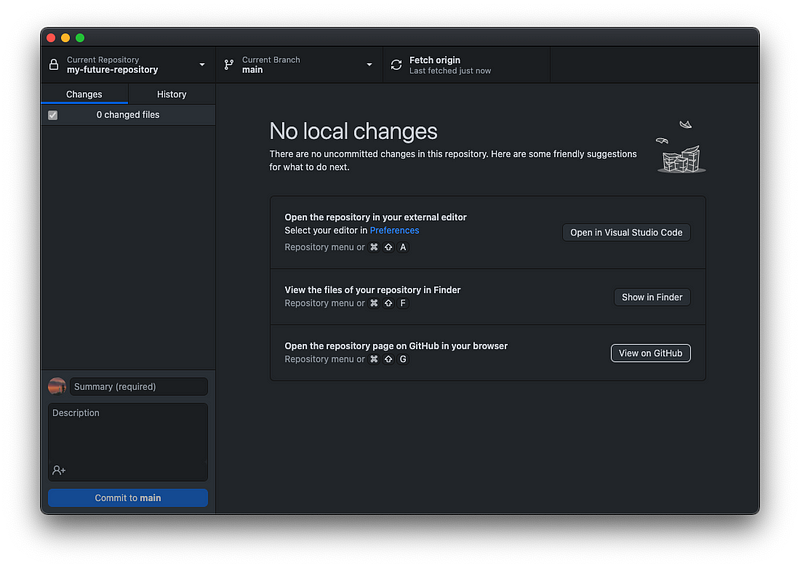 Current Repository
my-future-repository
Current Branch
main
Fetch origin
Last fetched just now
Changes
History
0 changed files
No local changes
There are no uncommitted changes in this repository. Here are some friendly suggestions
for what to do next.
Open the repository in your external editor
Select your editor in Preferences
Repository menu or ⌘ ⇧ A
Open in Visual Studio Code
View the files of your repository in Finder
Repository menu or ⌘ ⇧ F
Show in Finder
Open the repository page on GitHub in your browser
Repository menu or ⌘ ⇧ G
View on GitHub
Summary (required)
Description
Commit to main